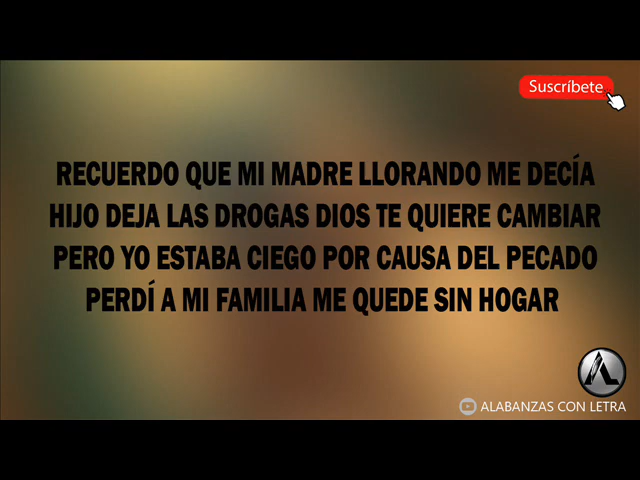 Suscríbete
RECUERDO QUE MI MADRE LLORANDO ME DECÍA
HIJO DEJA LAS DROGAS DIOS TE QUIERE CAMBIAR
PERO YO ESTABA CIEGO POR CAUSA DEL PECADO
PERDÍ A MI FAMILIA ME QUEDE SIN HOGAR
ALABANZAS CON LETRA